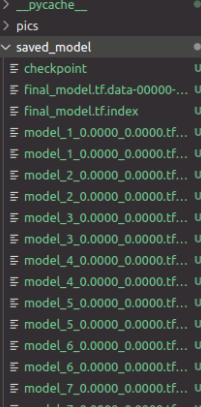 __pycache__
pics
saved_model
checkpoint U
final_model.tf.data-00000-... U
final_model.tf.index U
model_1_0.0000_0.0000.tf... U
model_1_0.0000_0.0000.tf... U
model_2_0.0000_0.0000.tf... U
model_2_0.0000_0.0000.tf... U
model_3_0.0000_0.0000.tf... U
model_3_0.0000_0.0000.tf... U
model_4_0.0000_0.0000.tf... U
model_4_0.0000_0.0000.tf... U
model_5_0.0000_0.0000.tf... U
model_5_0.0000_0.0000.tf... U
model_6_0.0000_0.0000.tf... U
model_6_0.0000_0.0000.tf... U
model_7_0.0000_0.0000.tf... U